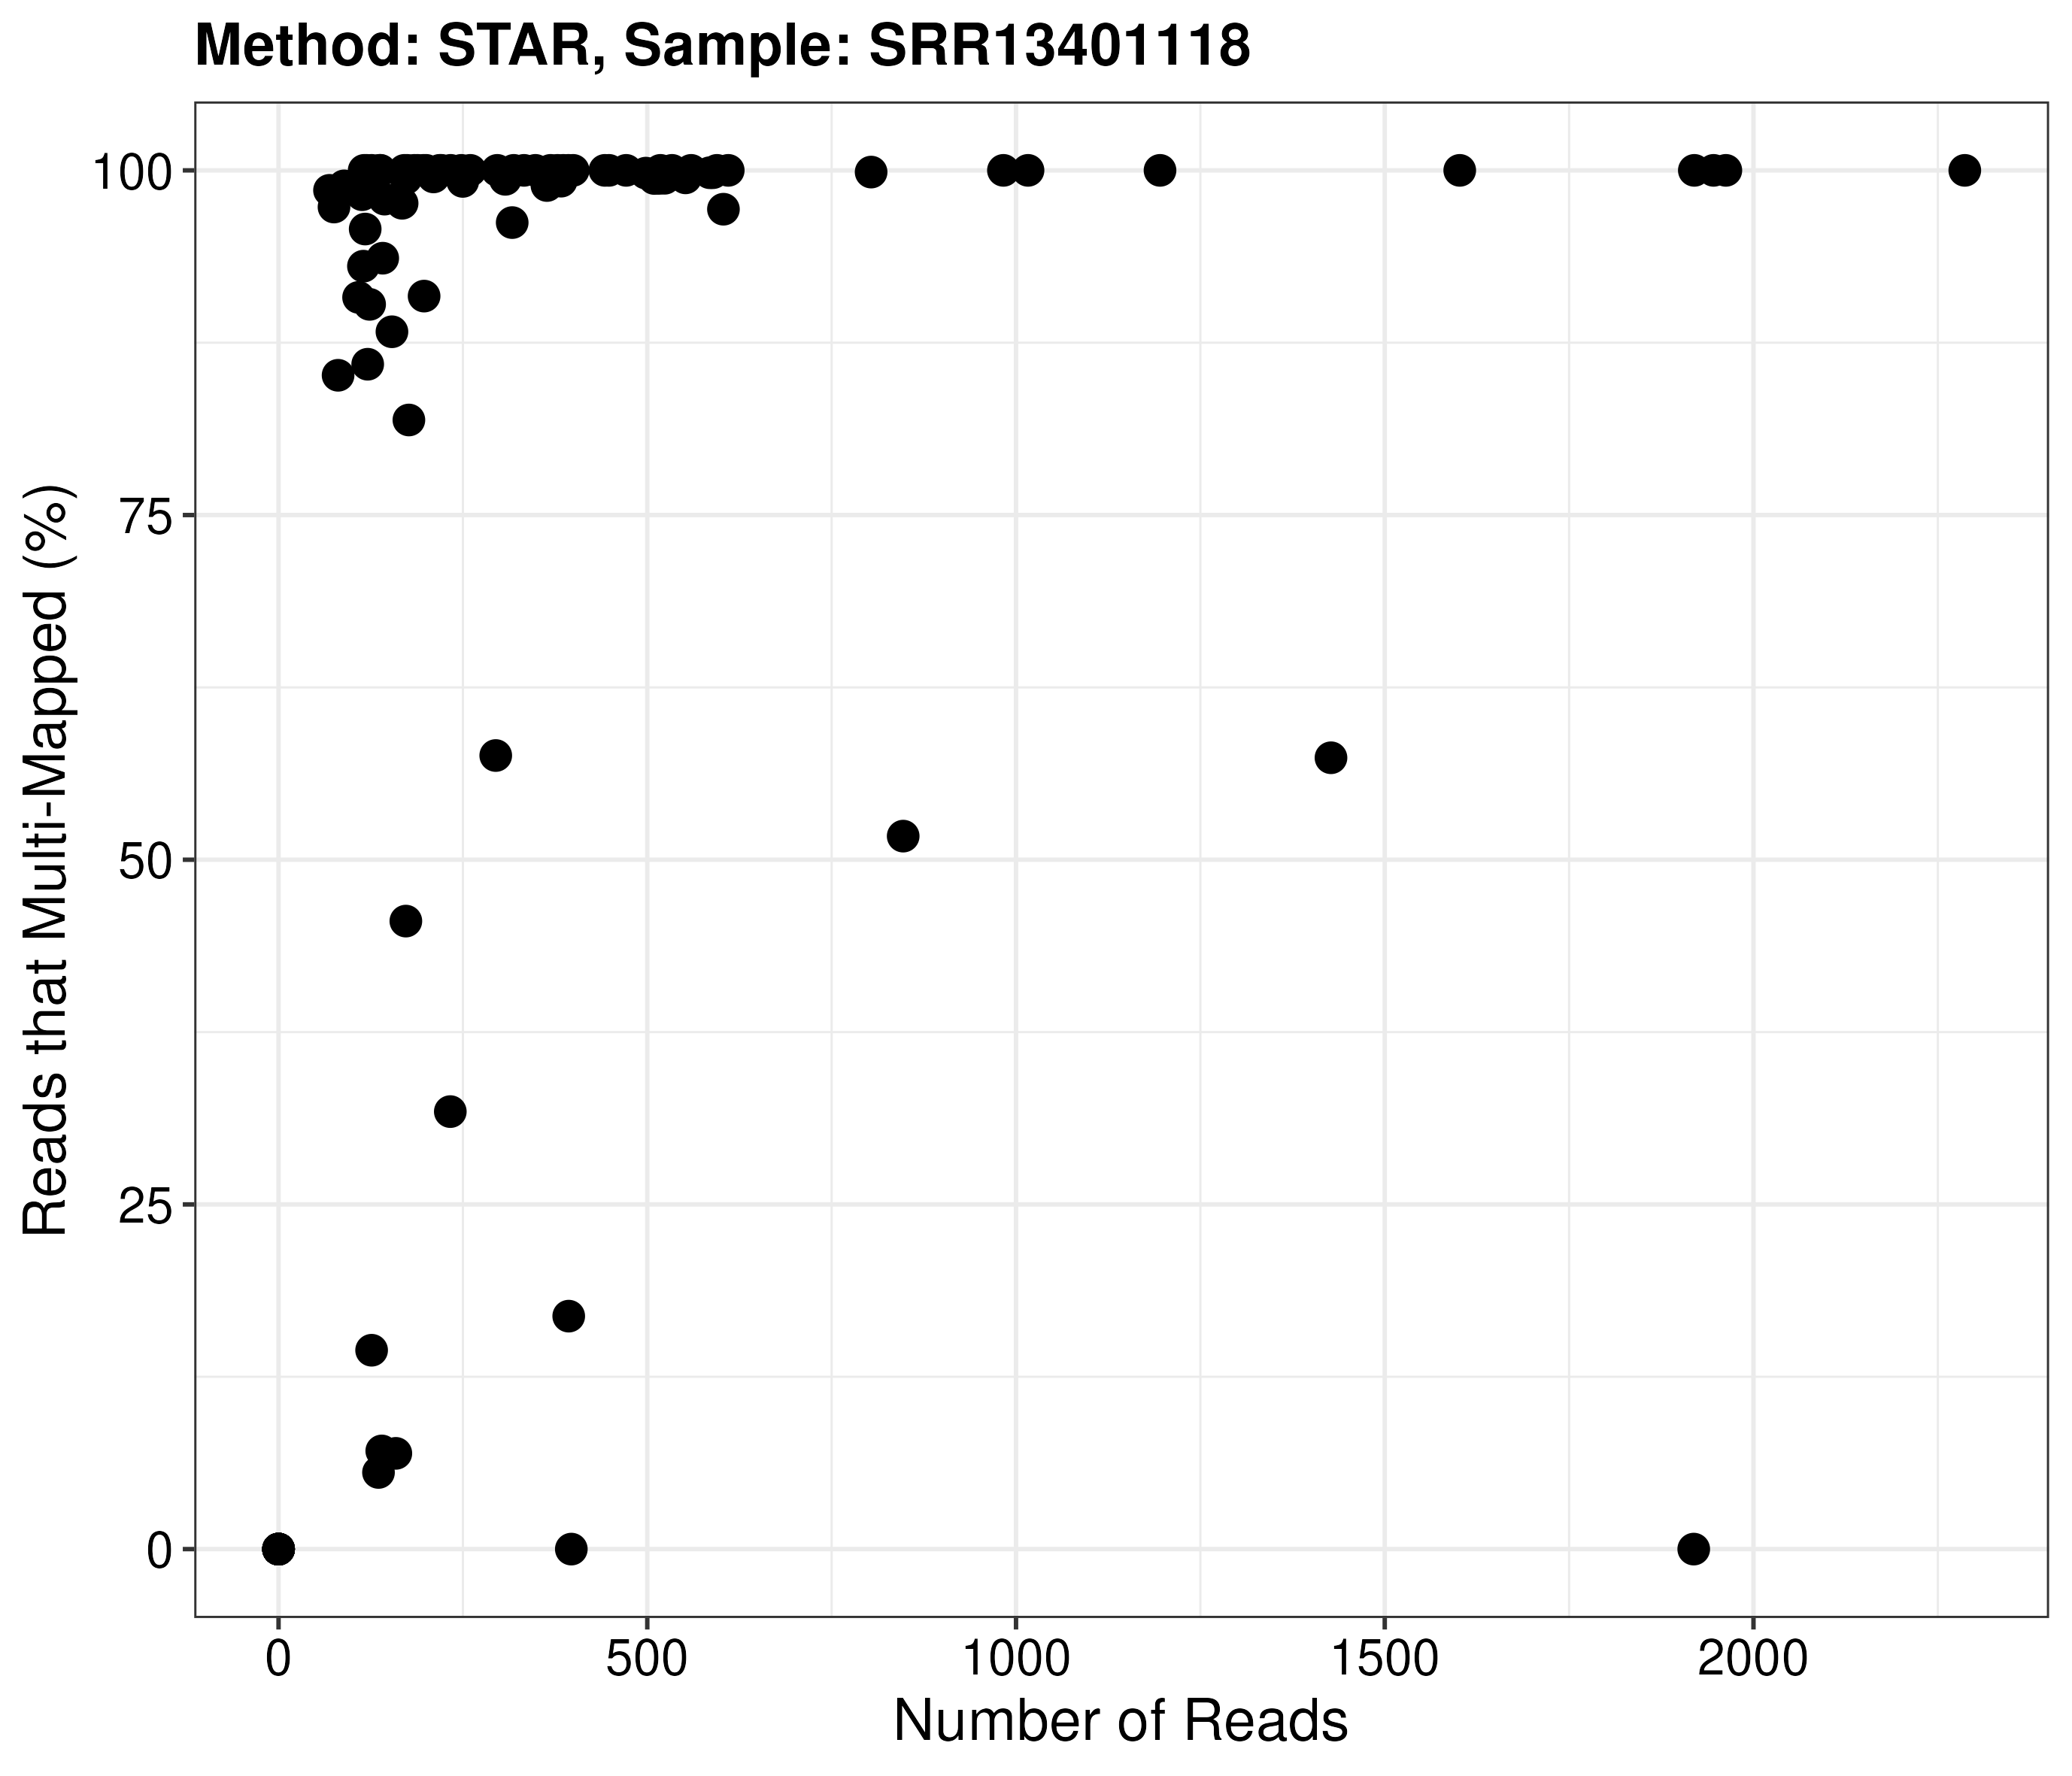 Method: STAR, Sample: SRR13401118
Reads that Multi-Mapped (%)
100
75
50
25
0
0 500 1000 1500 2000
Number of Reads